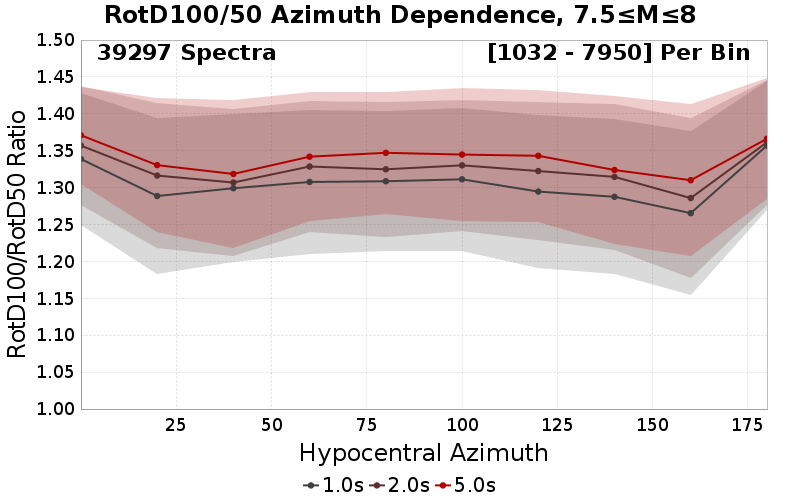 RotD100/50 Azimuth Dependence, 7.5≤M≤8
39297 Spectra
[1032 - 7950] Per Bin
RotD100/RotD50 Ratio
1.50
1.45
1.40
1.35
1.30
1.25
1.20
1.15
1.10
1.05
1.00
25 50 75 100 125 150 175
Hypocentral Azimuth
1.0s 2.0s 5.0s